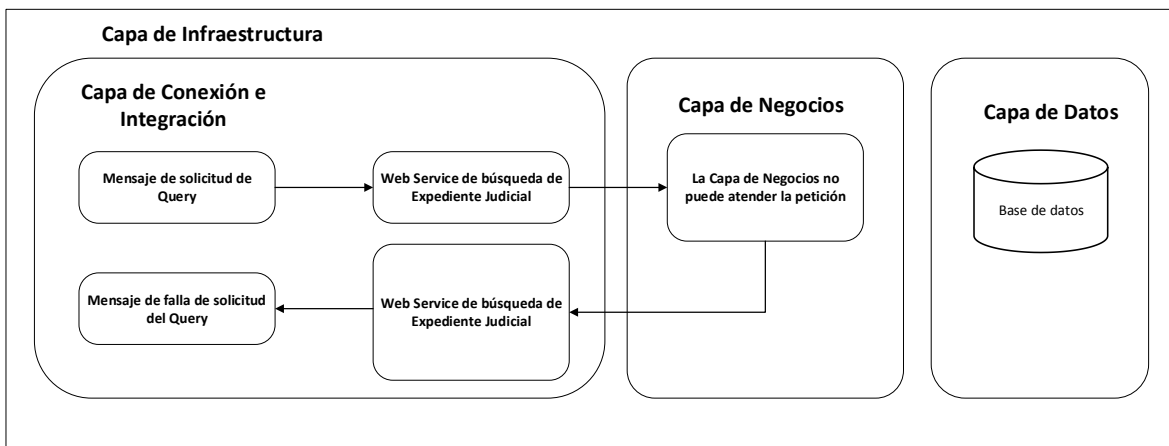 Capa de Infraestructura
Capa de Conexión e
Integración
Mensaje de solicitud de
Query
Web Service de búsqueda de
Expediente Judicial
Mensaje de falla de solicitud
del Query
Web Service de búsqueda de
Expediente Judicial
Capa de Negocios
La Capa de Negocios no
puede atender la petición
Capa de Datos
Base de datos